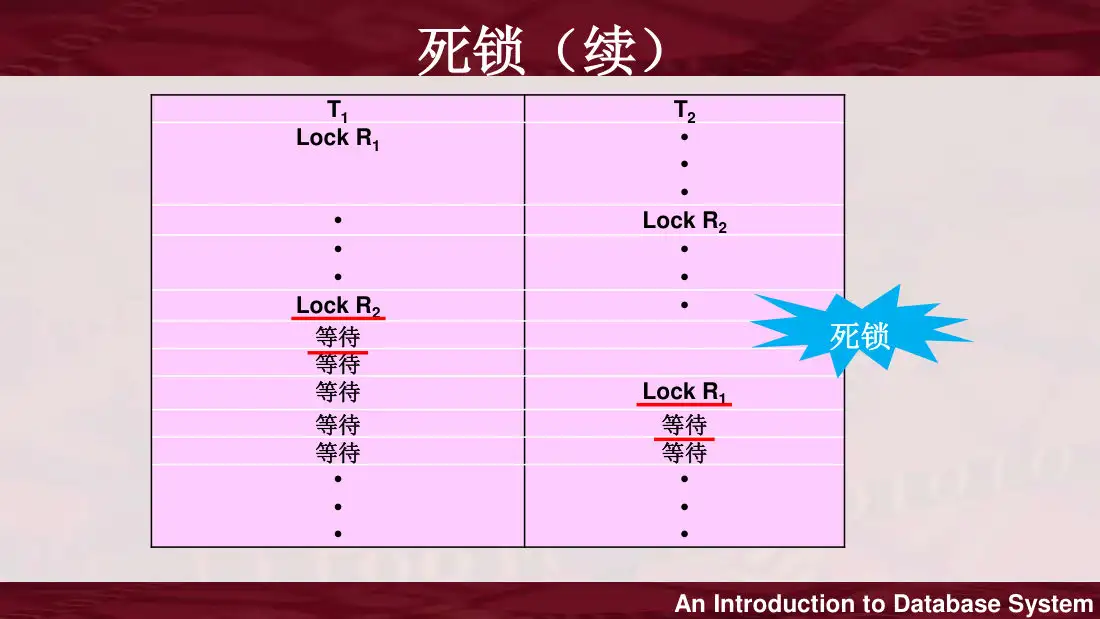 死锁（续）
T₁ T₂
Lock R₁ •
•
•
• Lock R₂
• •
• •
Lock R₂ •
等待
死锁
等待
等待 Lock R₁
等待 等待
等待 等待
• •
• •
• •
An Introduction to Database System